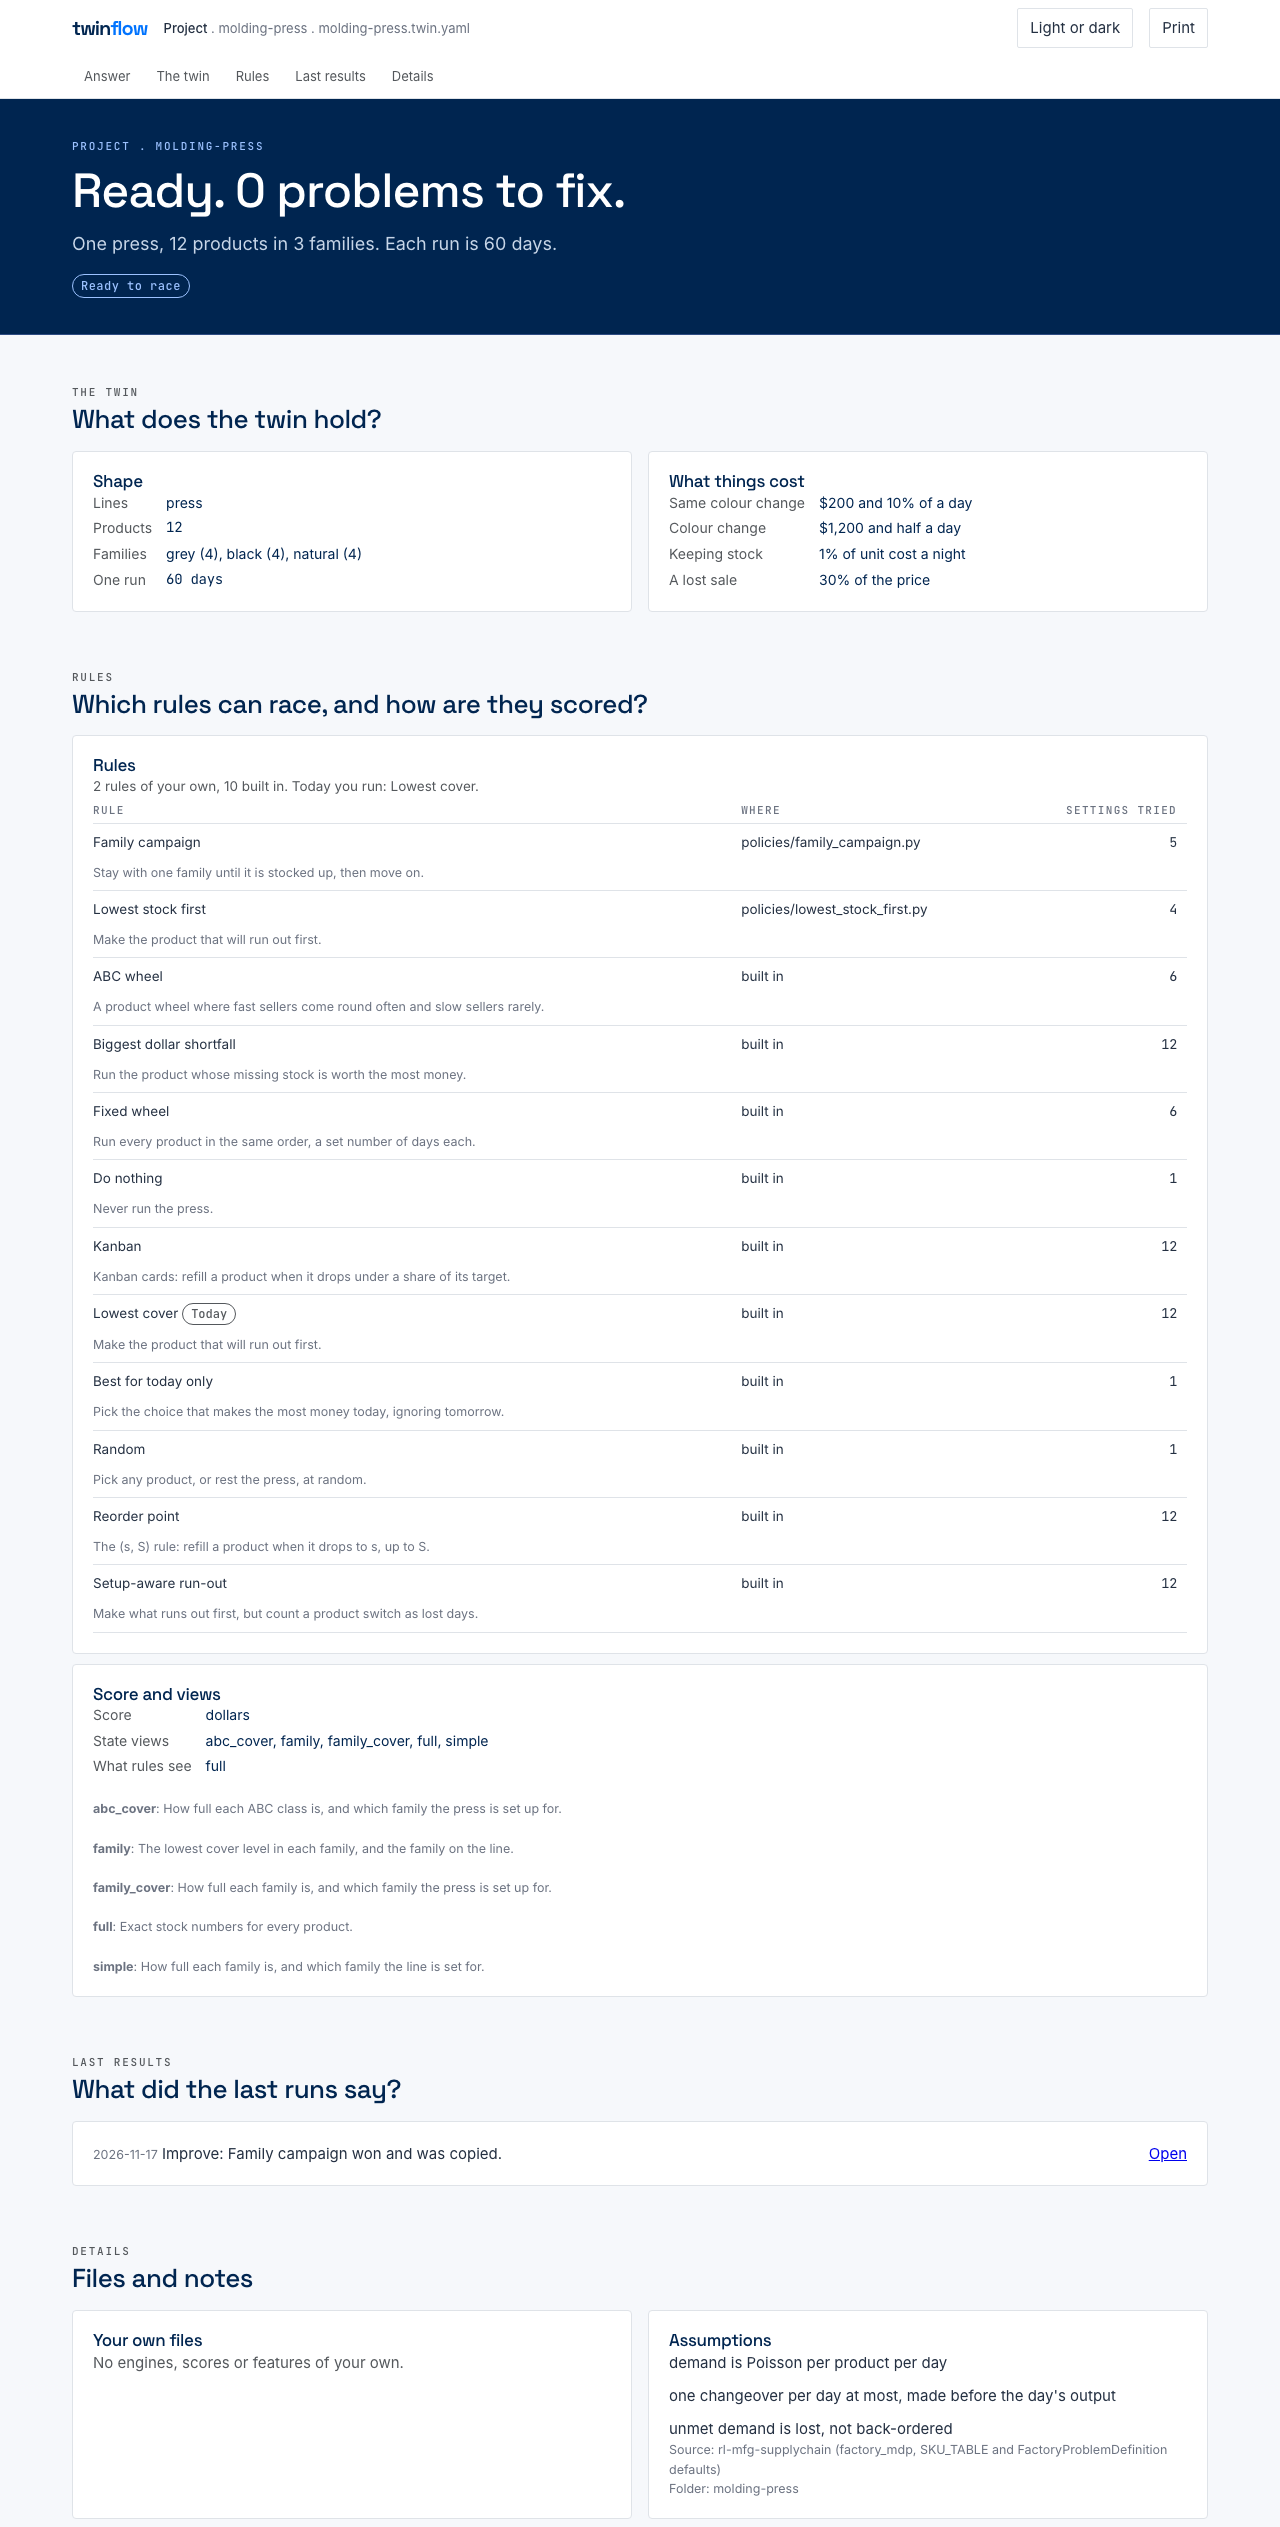 twinflow Project . molding-press . molding-press.twin.yaml Light or dark Print
Answer The twin Rules Last results Details
PROJECT . MOLDING-PRESS
Ready. 0 problems to fix.
One press, 12 products in 3 families. Each run is 60 days.
Ready to race
THE TWIN
What does the twin hold?
Shape
Lines press
Products 12
Families grey (4), black (4), natural (4)
One run 60 days
What things cost
Same colour change $200 and 10% of a day
Colour change $1,200 and half a day
Keeping stock 1% of unit cost a night
A lost sale 30% of the price
RULES
Which rules can race, and how are they scored?
Rules
2 rules of your own, 10 built in. Today you run: Lowest cover.
RULE WHERE SETTINGS TRIED
Family campaign policies/family_campaign.py 5
Stay with one family until it is stocked up, then move on.
Lowest stock first policies/lowest_stock_first.py 4
Make the product that will run out first.
ABC wheel built in 6
A product wheel where fast sellers come round often and slow sellers rarely.
Biggest dollar shortfall built in 12
Run the product whose missing stock is worth the most money.
Fixed wheel built in 6
Run every product in the same order, a set number of days each.
Do nothing built in 1
Never run the press.
Kanban built in 12
Kanban cards: refill a product when it drops under a share of its target.
Lowest cover Today built in 12
Make the product that will run out first.
Best for today only built in 1
Pick the choice that makes the most money today, ignoring tomorrow.
Random built in 1
Pick any product, or rest the press, at random.
Reorder point built in 12
The (s, S) rule: refill a product when it drops to s, up to S.
Setup-aware run-out built in 12
Make what runs out first, but count a product switch as lost days.
Score and views
Score dollars
State views abc_cover, family, family_cover, full, simple
What rules see full
abc_cover: How full each ABC class is, and which family the press is set up for.
family: The lowest cover level in each family, and the family on the line.
family_cover: How full each family is, and which family the press is set up for.
full: Exact stock numbers for every product.
simple: How full each family is, and which family the line is set for.
LAST RESULTS
What did the last runs say?
2026-11-17 Improve: Family campaign won and was copied. Open
DETAILS
Files and notes
Your own files
No engines, scores or features of your own.
Assumptions
demand is Poisson per product per day
one changeover per day at most, made before the day's output
unmet demand is lost, not back-ordered
Source: rl-mfg-supplychain (factory_mdp, SKU_TABLE and FactoryProblemDefinition
defaults)
Folder: molding-press